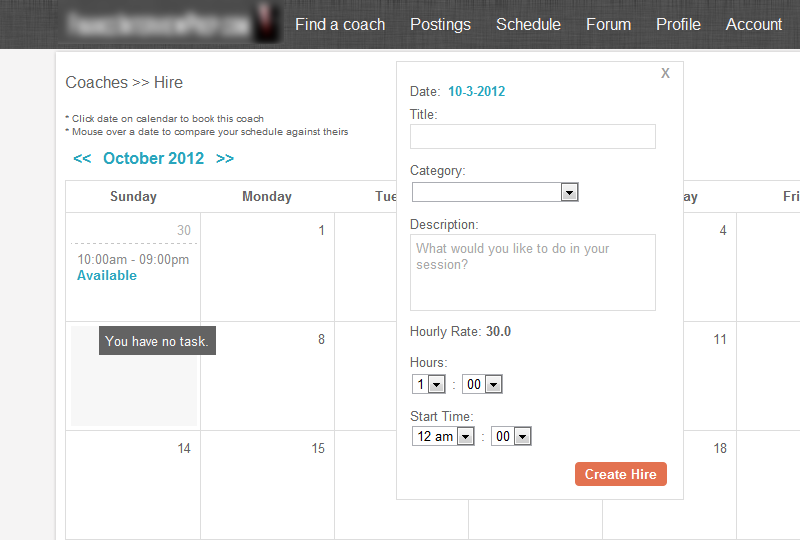 Find a coach Postings Schedule Forum Profile Account
Coaches >> Hire
* Click date on calendar to book this coach
* Mouse over a date to compare your schedule against theirs
<< October 2012 >>
Sunday Monday Tue ay Fri
30 1 4
10:00am - 09:00pm
Available
You have no task.
8 11
14 15 18
X
Date: 10-3-2012
Title:
Category:
Description:
What would you like to do in your
session?
Hourly Rate: 30.0
Hours:
1 : 00
Start Time:
12 am : 00
Create Hire